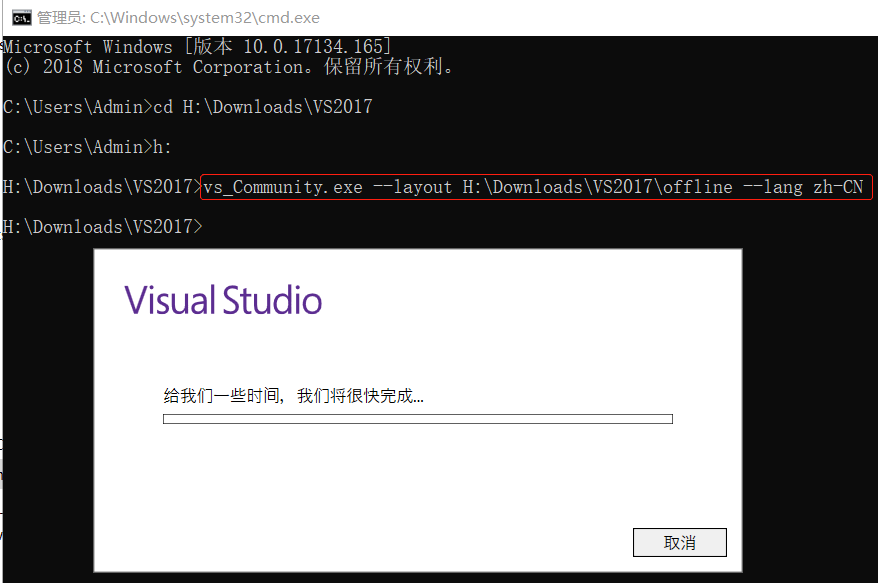 管理员: C:\Windows\system32\cmd.exe
Microsoft Windows [版本 10.0.17134.165]
(c) 2018 Microsoft Corporation。保留所有权利。
C:\Users\Admin>cd H:\Downloads\VS2017
C:\Users\Admin>h:
H:\Downloads\VS2017>vs_Community.exe --layout H:\Downloads\VS2017\offline --lang zh-CN
H:\Downloads\VS2017>
Visual Studio
给我们一些时间，我们将很快完成...
取消